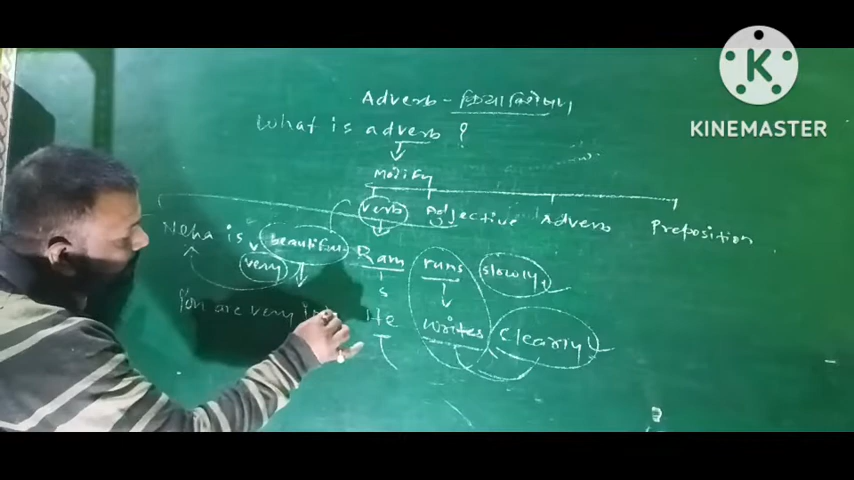 KINEMASTER
Adverb - क्रिया विशेषण
What is adverb ?
Modify
verb Adjective Adverb Preposition
Neha is very beautiful
Ram runs slowly
S
You are very
He writes clearly